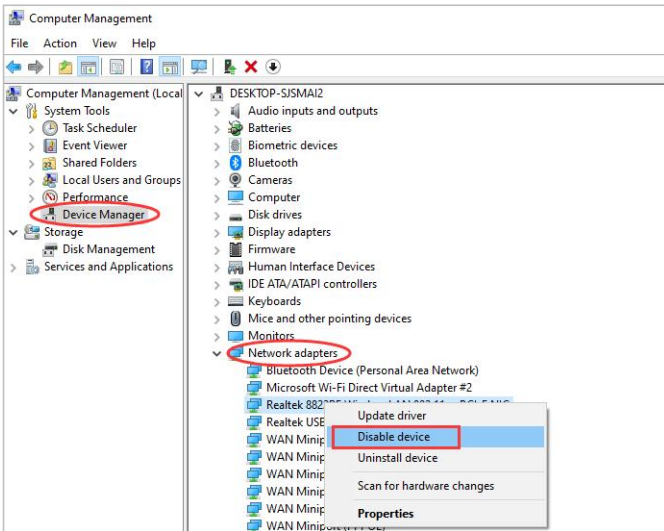 Computer Management
File Action View Help
Computer Management (Local
System Tools
Task Scheduler
Event Viewer
Shared Folders
Local Users and Groups
Performance
Device Manager
Storage
Disk Management
Services and Applications
DESKTOP-SJSMAI2
Audio inputs and outputs
Batteries
Biometric devices
Bluetooth
Cameras
Computer
Disk drives
Display adapters
Firmware
Human Interface Devices
IDE ATA/ATAPI controllers
Keyboards
Mice and other pointing devices
Monitors
Network adapters
Bluetooth Device (Personal Area Network)
Microsoft Wi-Fi Direct Virtual Adapter #2
Realtek
Realtek USB
WAN Minip
WAN Minip
WAN Minip
WAN Minip
WAN Minip
WAN Miniport
Update driver
Disable device
Uninstall device
Scan for hardware changes
Properties